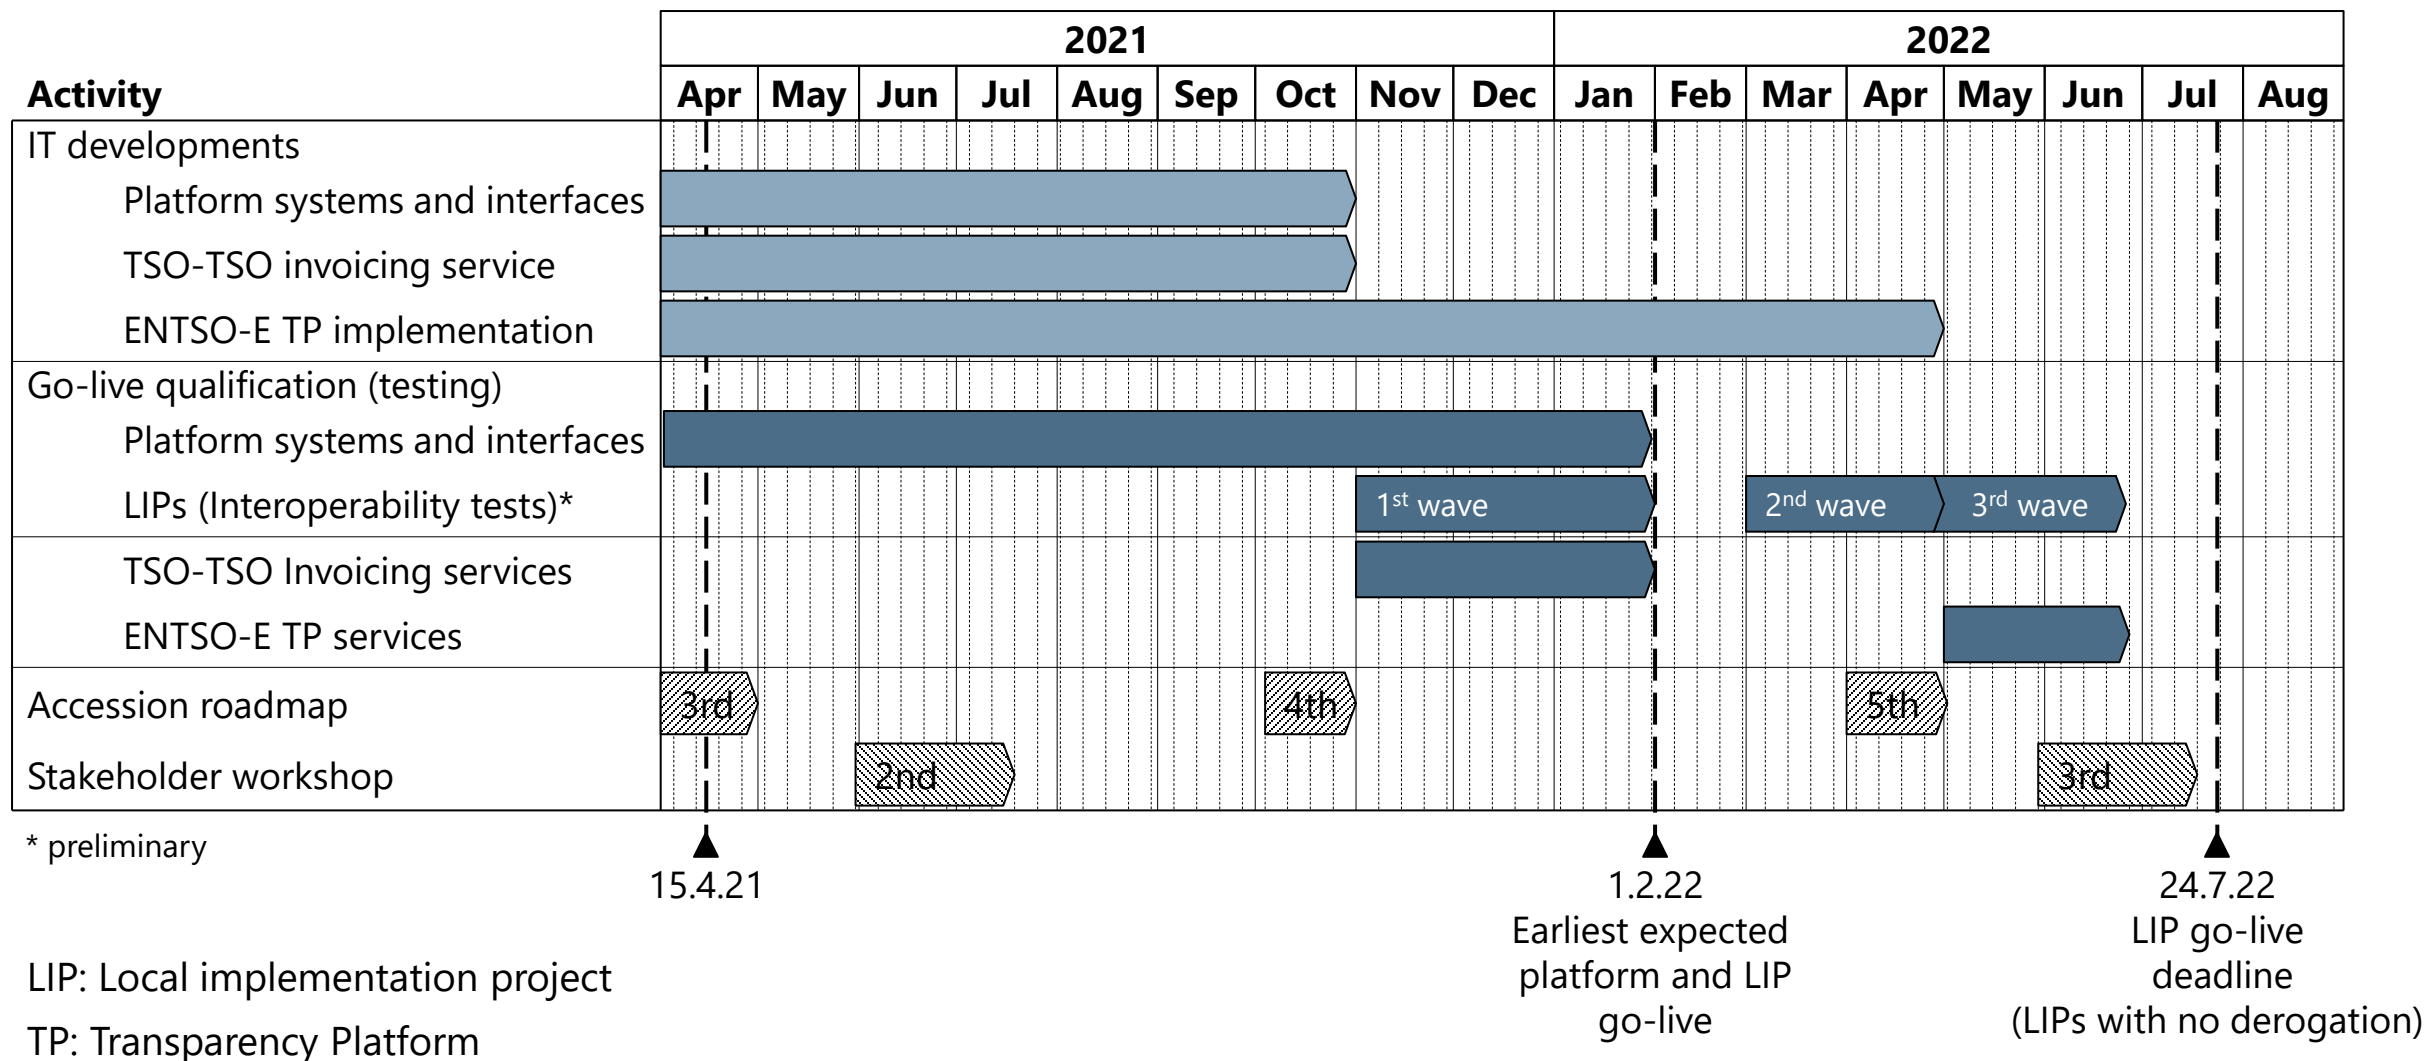 2021 2022
Activity Apr May Jun Jul Aug Sep Oct Nov Dec Jan Feb Mar Apr May Jun Jul Aug
IT developments
Platform systems and interfaces
TSO-TSO invoicing service
ENTSO-E TP implementation
Go-live qualification (testing)
Platform systems and interfaces
LIPs (Interoperability tests)* 1st wave 2nd wave 3rd wave
TSO-TSO Invoicing services
ENTSO-E TP services
Accession roadmap 3rd 4th 5th
Stakeholder workshop 2nd 3rd
* preliminary
15.4.21 1.2.22 24.7.22
Earliest expected LIP go-live
platform and LIP deadline
go-live (LIPs with no derogation)
LIP: Local implementation project
TP: Transparency Platform